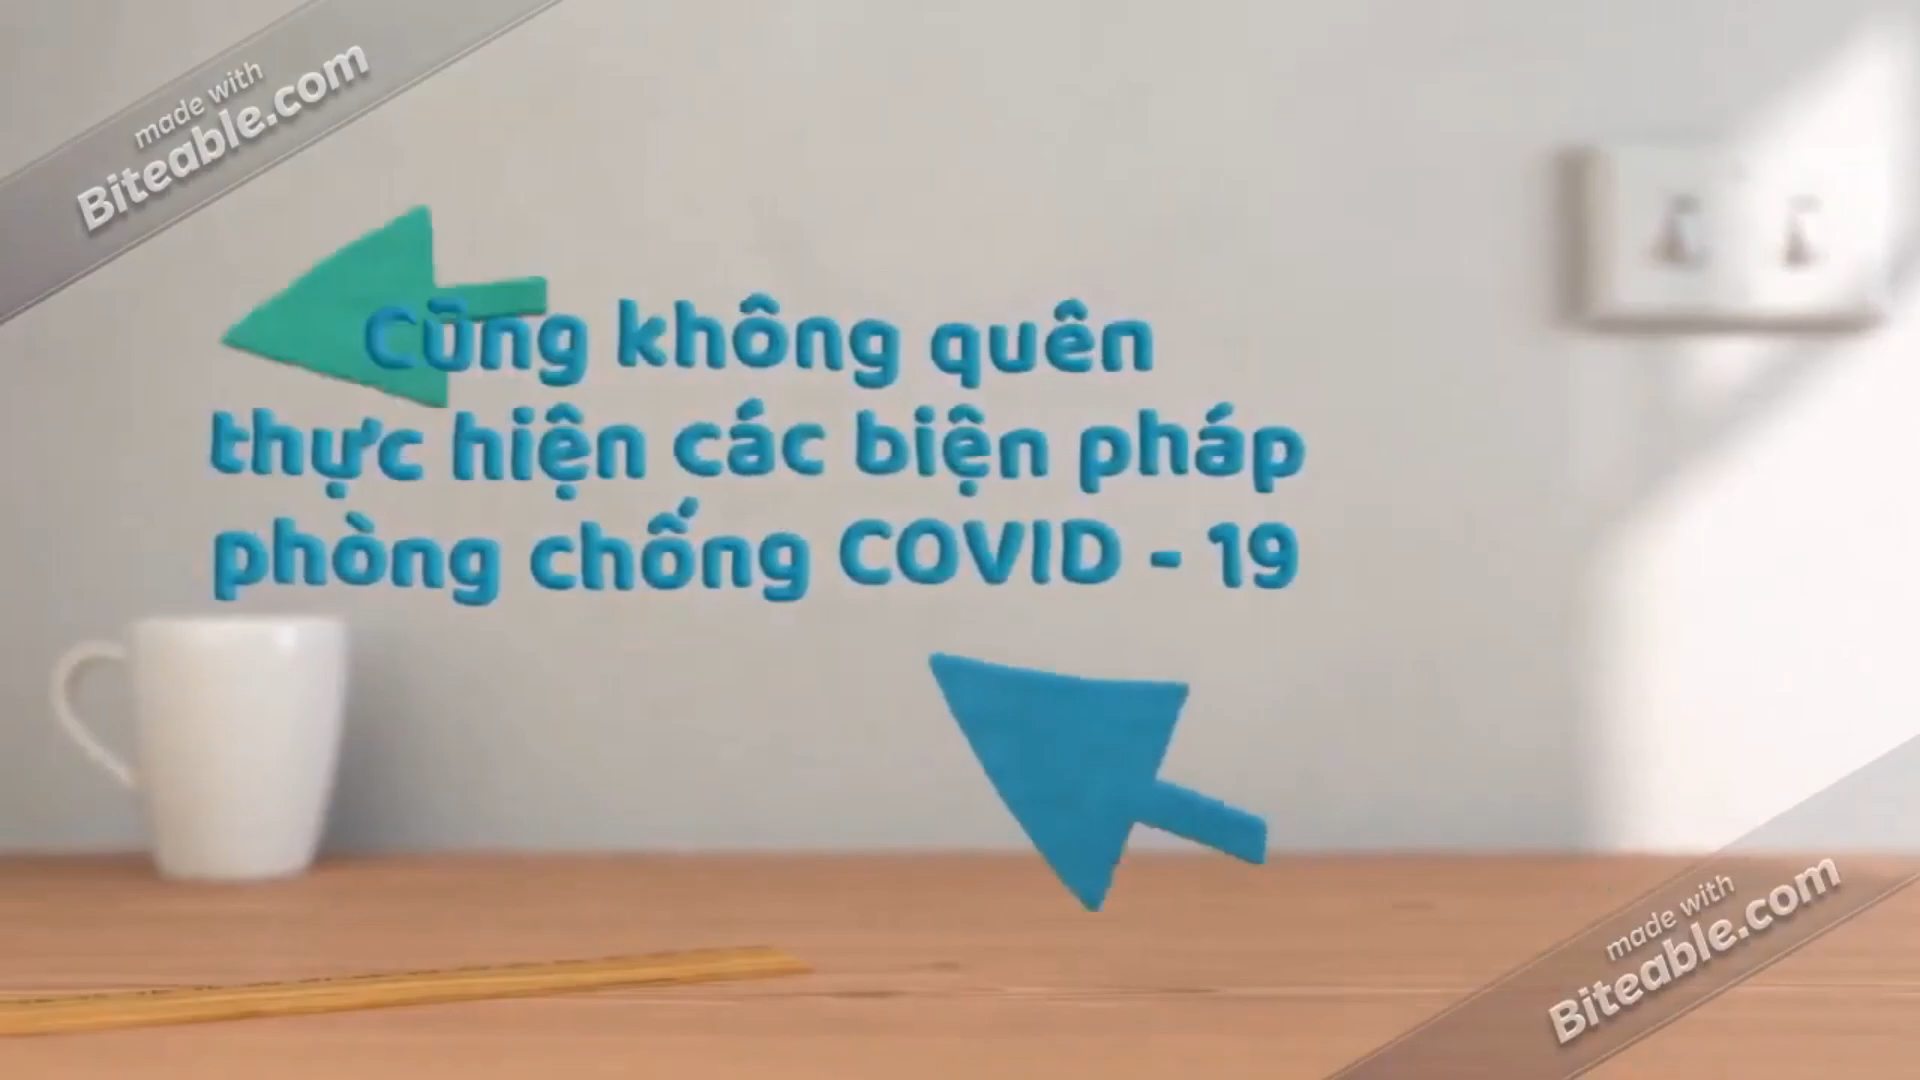 made with
Biteable.com
Cũng không quên
thực hiện các biện pháp
phòng chống COVID - 19
made with
Biteable.com